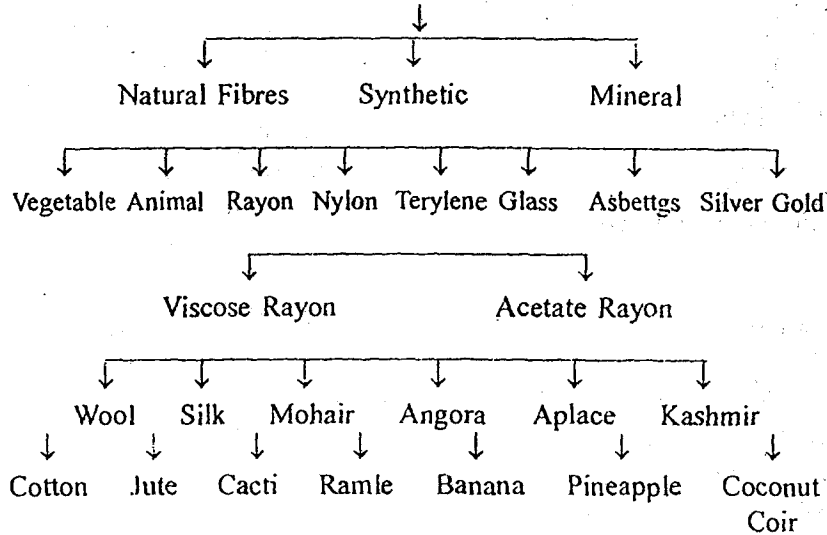 Natural Fibres Synthetic Mineral
Vegetable Animal Rayon Nylon Terylene Glass Asbettgs Silver Gold
Viscose Rayon Acetate Rayon
Wool Silk Mohair Angora Aplace Kashmir
Cotton Jute Cacti Ramle Banana Pineapple Coconut
Coir